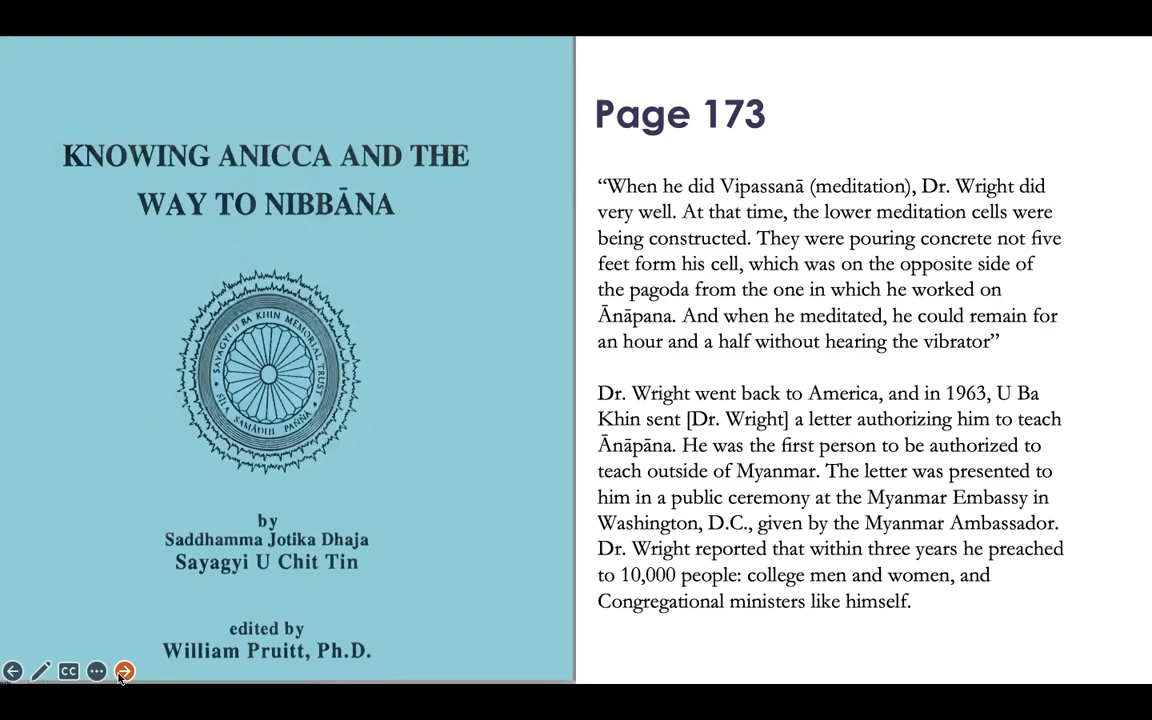 KNOWING ANICCA AND THE
WAY TO NIBBĀNA
SAYAGYI U BA KHIN MEMORIAL TRUST
SĪLA SAMĀDHI PAÑÑĀ
by
Saddhamma Jotika Dhaja
Sayagyi U Chit Tin
edited by
William Pruitt, Ph.D.
CC
Page 173
“When he did Vipassanā (meditation), Dr. Wright did
very well. At that time, the lower meditation cells were
being constructed. They were pouring concrete not five
feet form his cell, which was on the opposite side of
the pagoda from the one in which he worked on
Ānāpana. And when he meditated, he could remain for
an hour and a half without hearing the vibrator”
Dr. Wright went back to America, and in 1963, U Ba
Khin sent [Dr. Wright] a letter authorizing him to teach
Ānāpāna. He was the first person to be authorized to
teach outside of Myanmar. The letter was presented to
him in a public ceremony at the Myanmar Embassy in
Washington, D.C., given by the Myanmar Ambassador.
Dr. Wright reported that within three years he preached
to 10,000 people: college men and women, and
Congregational ministers like himself.